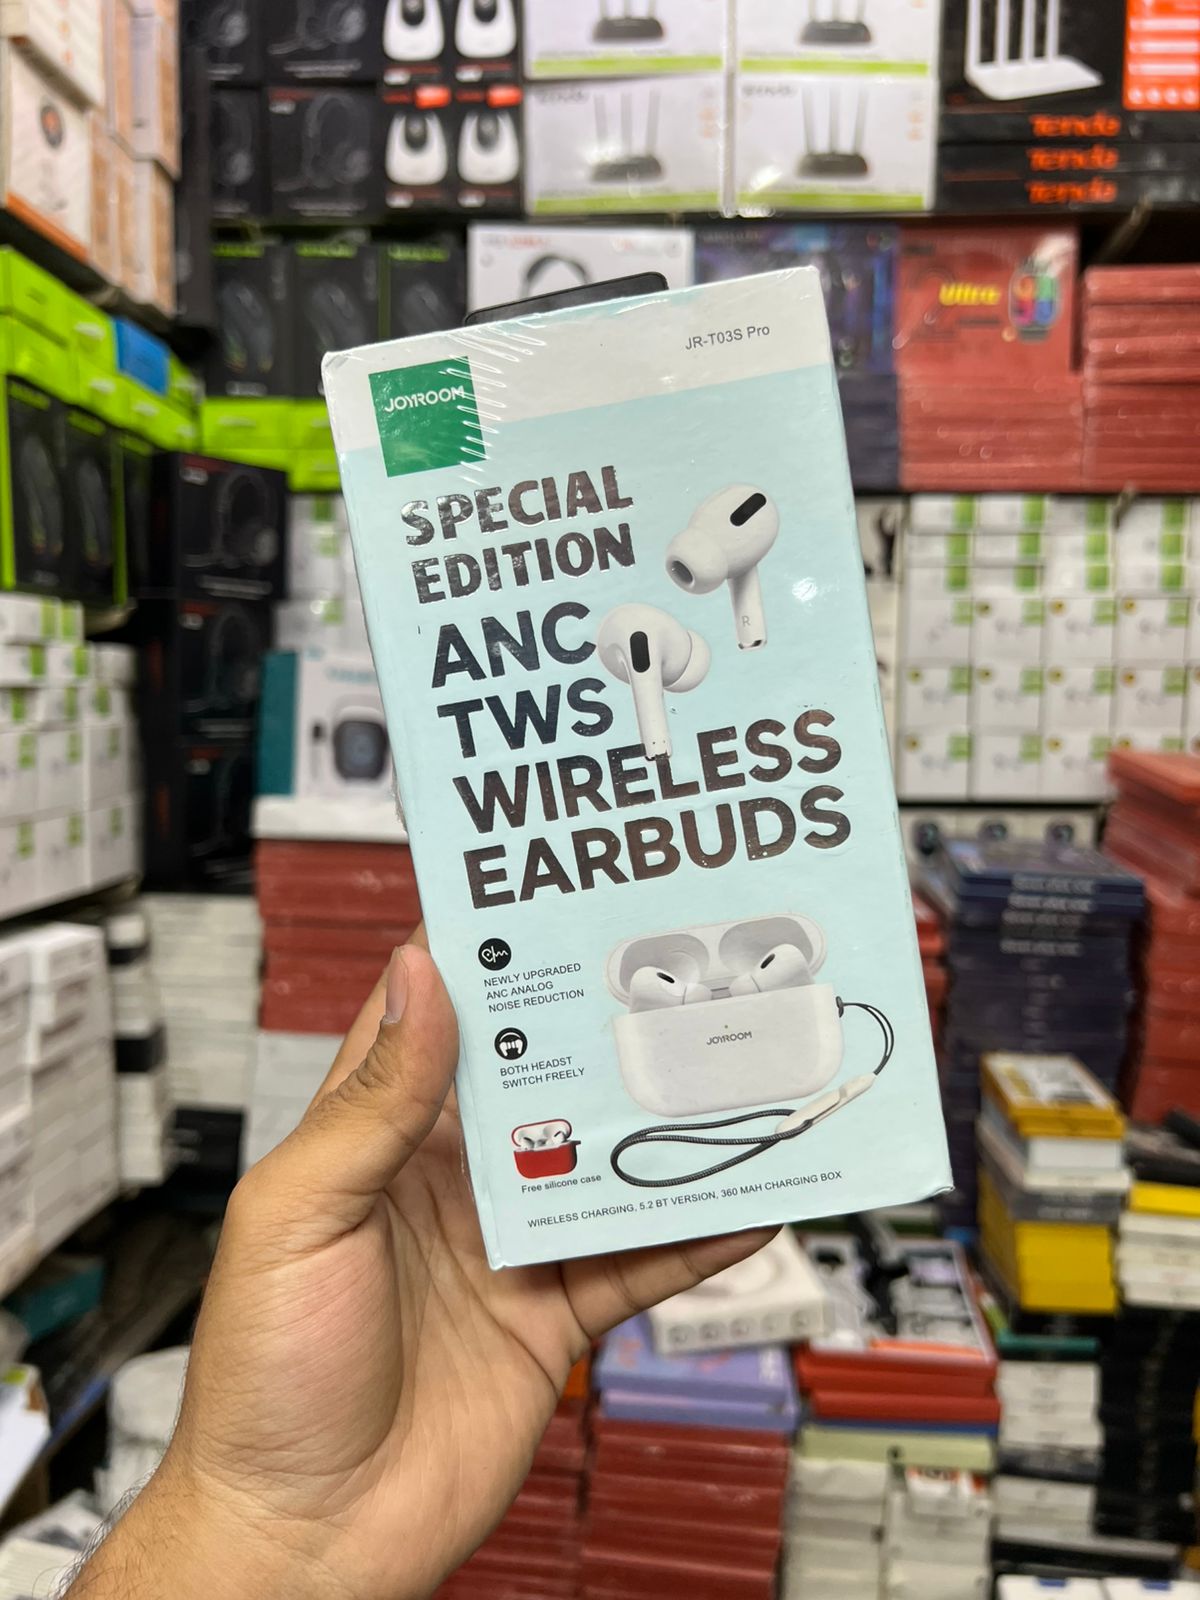 JR-T03S Pro
JOYROOM
SPECIAL
EDITION
ANC
TWS
WIRELESS
EARBUDS
R
NEWLY UPGRADED
ANC ANALOG
NOISE REDUCTION
BOTH HEADST
SWITCH FREELY
JOYROOM
Free silicone case
WIRELESS CHARGING, 5.2 BT VERSION, 360 MAH CHARGING BOX
Tenda
Tenda
Tenda
Ultra